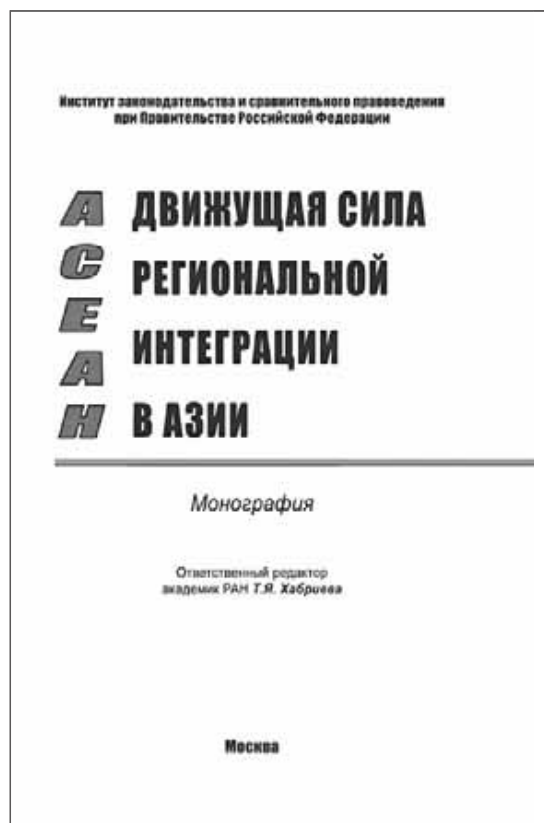 Институт законодательства и сравнительного правоведения
при Правительстве Российской Федерации
АСЕАН
ДВИЖУЩАЯ СИЛА
РЕГИОНАЛЬНОЙ
ИНТЕГРАЦИИ
В АЗИИ
Монография
Ответственный редактор
академик РАН Т.Я. Хабриева
Москва